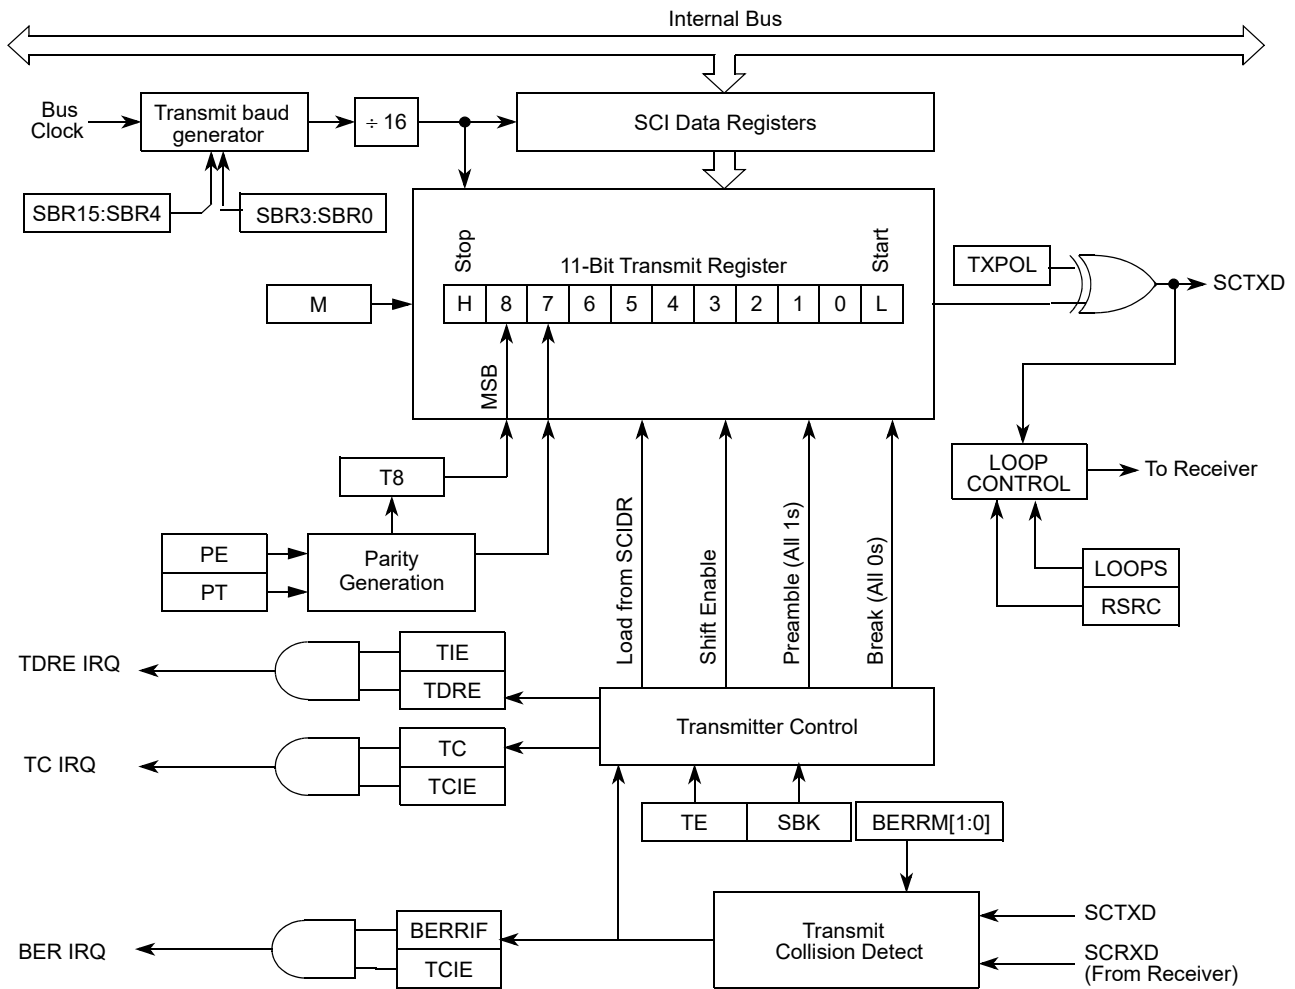 Internal Bus
Bus
Clock
Transmit baud
generator
÷ 16
SCI Data Registers
SBR15:SBR4
SBR3:SBR0
Stop
11-Bit Transmit Register
Start
H 8 7 6 5 4 3 2 1 0 L
M
MSB
TXPOL
SCTXD
LOOP
CONTROL
To Receiver
LOOPS
RSRC
T8
PE
PT
Parity
Generation
Load from SCIDR
Shift Enable
Preamble (All 1s)
Break (All 0s)
TDRE IRQ
TIE
TDRE
TC IRQ
TC
TCIE
Transmitter Control
TE
SBK
BERRM[1:0]
BER IRQ
BERRIF
TCIE
Transmit
Collision Detect
SCTXD
SCRXD
(From Receiver)